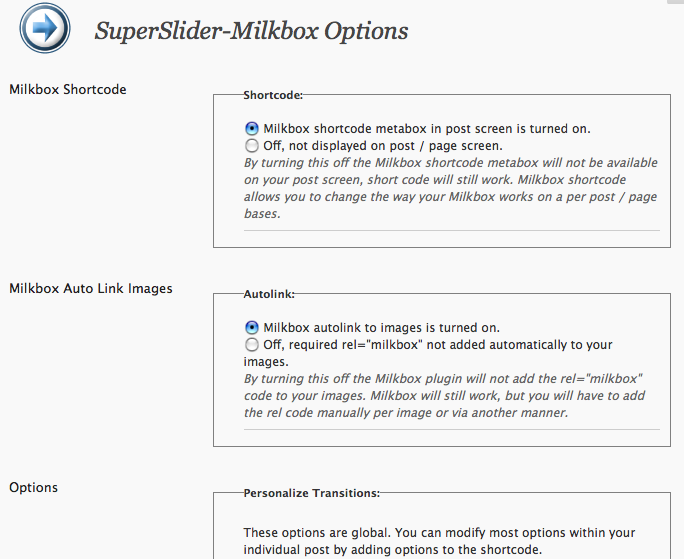 SuperSlider-Milkbox Options
Milkbox Shortcode
Shortcode:
Milkbox shortcode metabox in post screen is turned on.
Off, not displayed on post / page screen.
By turning this off the Milkbox shortcode metabox will not be available
on your post screen, short code will still work. Milkbox shortcode
allows you to change the way your Milkbox works on a per post / page
bases.
Milkbox Auto Link Images
Autolink:
Milkbox autolink to images is turned on.
Off, required rel="milkbox" not added automatically to your
images.
By turning this off the Milkbox plugin will not add the rel="milkbox"
code to your images. Milkbox will still work, but you will have to add
the rel code manually per image or via another manner.
Options
Personalize Transitions:
These options are global. You can modify most options within your
individual post by adding options to the shortcode.